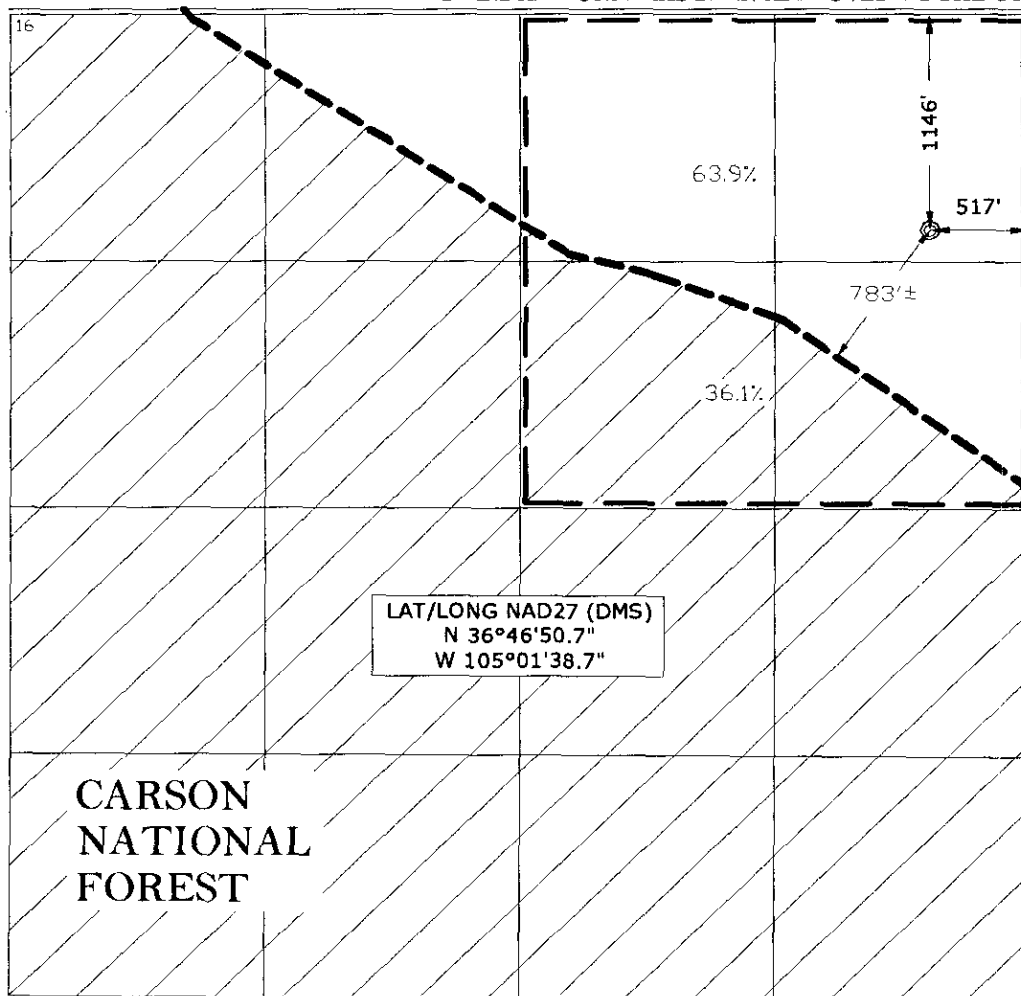 16
1146'
63.9%
517'
783'±
36.1%
LAT/LONG NAD27 (DMS)
N 36°46'50.7"
W 105°01'38.7"
CARSON
NATIONAL
FOREST